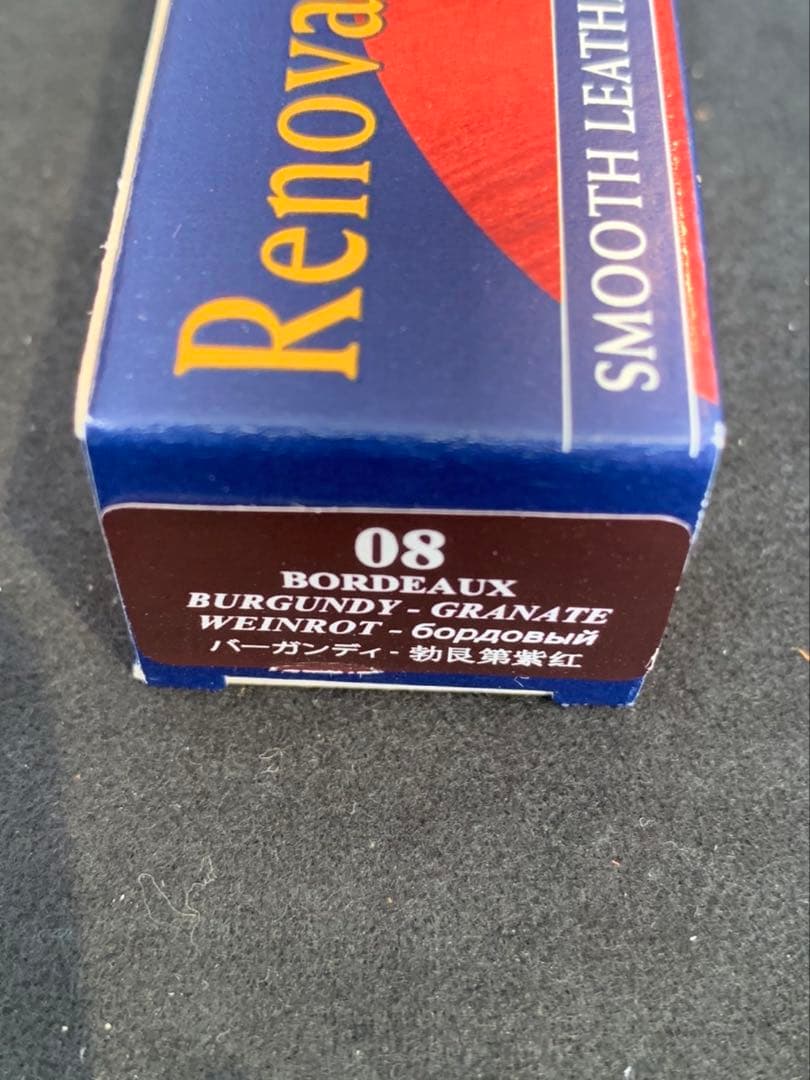 Renova
SMOOTH LEATH
08
BORDEAUX
BURGUNDY - GRANATE
WEINROT - бордовый
バーガンディ - 勃艮第紫红